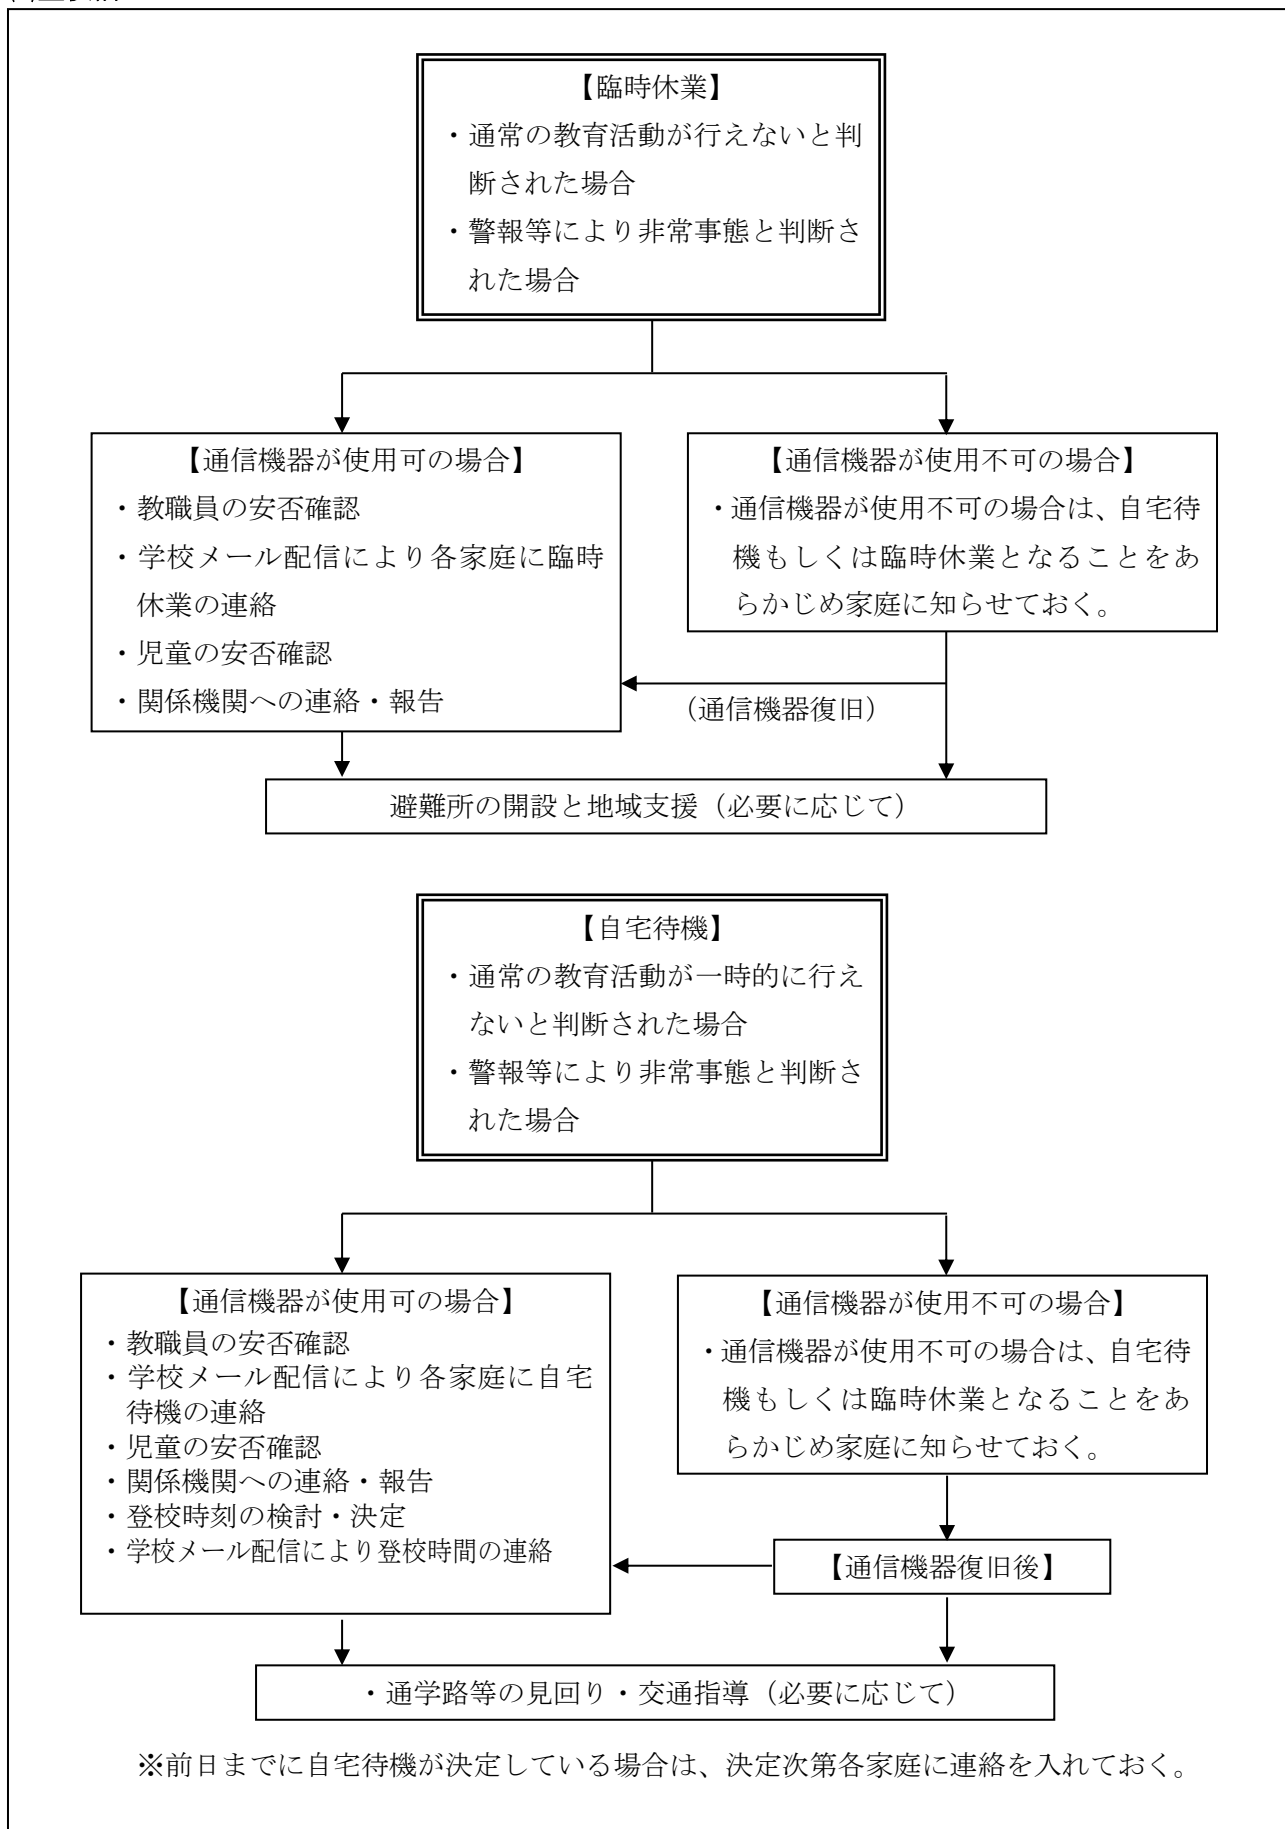 【臨時休業】
・通常の教育活動が行えないと判
断された場合
・警報等により非常事態と判断さ
れた場合
【通信機器が使用可の場合】
・教職員の安否確認
・学校メール配信により各家庭に臨時
休業の連絡
・児童の安否確認
・関係機関への連絡・報告
【通信機器が使用不可の場合】
・通信機器が使用不可の場合は、自宅待
機もしくは臨時休業となることをあ
らかじめ家庭に知らせておく。
（通信機器復旧）
避難所の開設と地域支援（必要に応じて）
【自宅待機】
・通常の教育活動が一時的に行え
ないと判断された場合
・警報等により非常事態と判断さ
れた場合
【通信機器が使用可の場合】
・教職員の安否確認
・学校メール配信により各家庭に自宅
待機の連絡
・児童の安否確認
・関係機関への連絡・報告
・登校時刻の検討・決定
・学校メール配信により登校時間の連絡
【通信機器が使用不可の場合】
・通信機器が使用不可の場合は、自宅待
機もしくは臨時休業となることをあ
らかじめ家庭に知らせておく。
【通信機器復旧後】
・通学路等の見回り・交通指導（必要に応じて）
※前日までに自宅待機が決定している場合は、決定次第各家庭に連絡を入れておく。